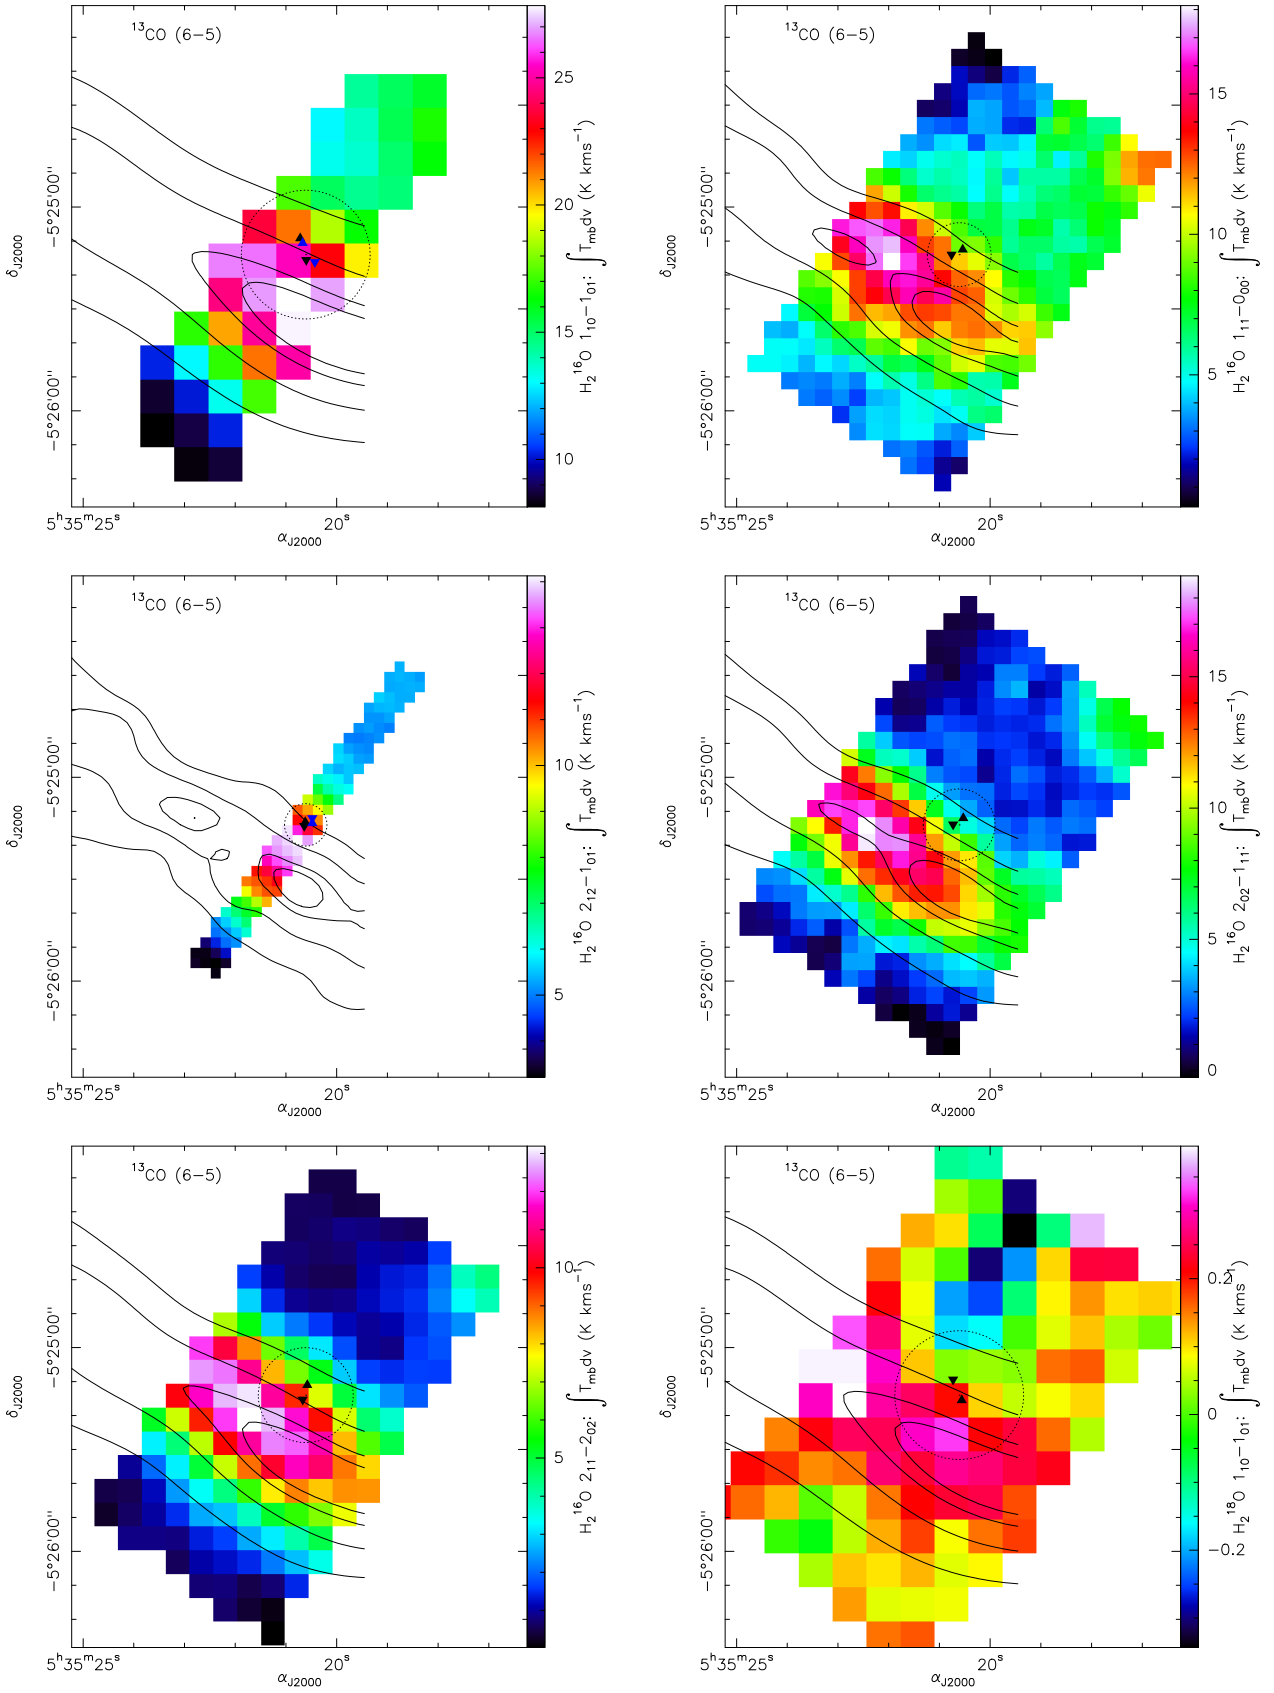 ¹³CO (6−5)
25
20
15
10
H₂¹⁶O 1₁₀−1₀₁: ∫T_mb dv (K kms⁻¹)
−5°25'00''
−5°26'00''
δ_J2000
5ʰ35ᵐ25ˢ
20ˢ
α_J2000
¹³CO (6−5)
15
10
5
H₂¹⁶O 1₁₁−0₀₀: ∫T_mb dv (K kms⁻¹)
−5°25'00''
−5°26'00''
δ_J2000
5ʰ35ᵐ25ˢ
20ˢ
α_J2000
¹³CO (6−5)
10
5
H₂¹⁶O 2₁₂−1₀₁: ∫T_mb dv (K kms⁻¹)
−5°25'00''
−5°26'00''
δ_J2000
5ʰ35ᵐ25ˢ
20ˢ
α_J2000
¹³CO (6−5)
15
10
5
0
H₂¹⁶O 2₀₂−1₁₁: ∫T_mb dv (K kms⁻¹)
−5°25'00''
−5°26'00''
δ_J2000
5ʰ35ᵐ25ˢ
20ˢ
α_J2000
¹³CO (6−5)
10
5
H₂¹⁶O 2₁₁−2₀₂: ∫T_mb dv (K kms⁻¹)
−5°25'00''
−5°26'00''
δ_J2000
5ʰ35ᵐ25ˢ
20ˢ
α_J2000
¹³CO (6−5)
0.2
0
−0.2
H₂¹⁸O 1₁₀−1₀₁: ∫T_mb dv (K kms⁻¹)
−5°25'00''
−5°26'00''
δ_J2000
5ʰ35ᵐ25ˢ
20ˢ
α_J2000